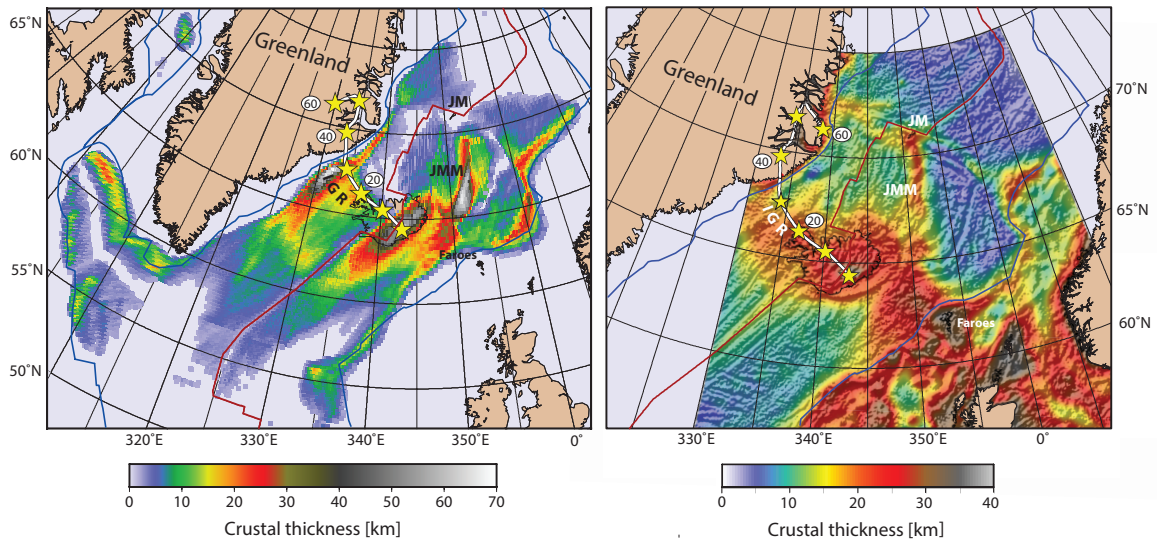 65°N
60°N
55°N
50°N
Greenland
60
40
20
JM
JMM
IGR
Faroes
320°E
330°E
340°E
350°E
0°
0 10 20 30 40 50 60 70
Crustal thickness [km]
Greenland
60
40
20
JM
JMM
IGR
Faroes
70°N
65°N
60°N
330°E
340°E
350°E
0°
0 10 20 30 40
Crustal thickness [km]